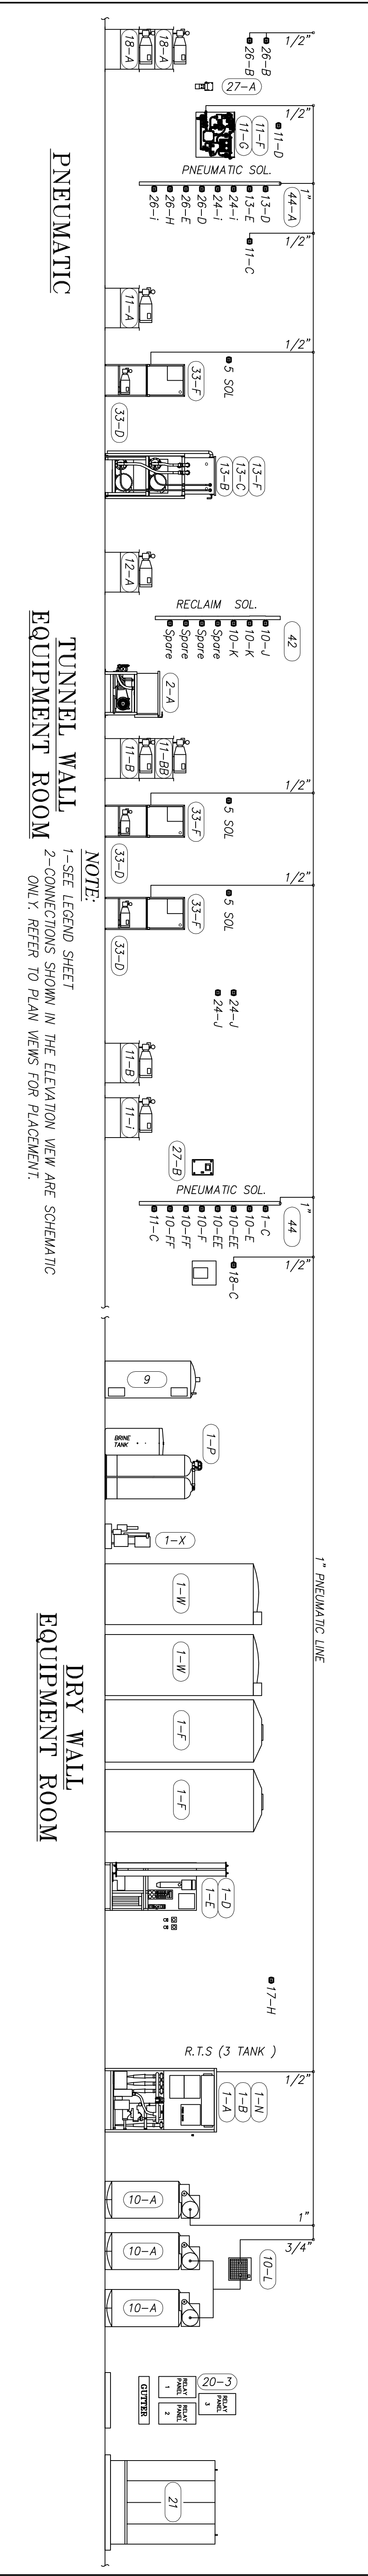 1/2"
26-B
26-B
18-A
18-A
27-A
1/2"
11-D
11-F
11-G
PNEUMATIC SOL.
1"
44-A
13-D
13-E
24-i
24-i
26-D
26-E
26-H
26-i
1/2"
11-C
11-A
1/2"
5 SOL
33-F
33-D
13-F
13-C
13-B
12-A
RECLAIM SOL.
42
10-J
10-K
10-K
Spare
Spare
Spare
Spare
2-A
11-BB
11-B
1/2"
5 SOL
33-F
33-D
1/2"
5 SOL
33-F
33-D
24-J
24-J
11-B
11-i
27-B
PNEUMATIC SOL.
1"
44
1-C
10-E
10-EE
10-EE
10-F
10-FF
10-FF
11-C
1/2"
18-C
9
1-P
BRINE
TANK
1-X
1" PNEUMATIC LINE
1-W
1-W
1-F
1-F
1-D
1-E
17-H
R.T.S (3 TANK )
1/2"
1-N
1-B
1-A
1"
3/4"
10-L
10-A
10-A
10-A
20-3
RELAY
PANEL
3
RELAY
PANEL
1
RELAY
PANEL
2
GUTTER
21
PNEUMATIC
TUNNEL WALL
EQUIPMENT ROOM
NOTE:
1-SEE LEGEND SHEET
2-CONNECTIONS SHOWN IN THE ELEVATION VIEW ARE SCHEMATIC
ONLY. REFER TO PLAN VIEWS FOR PLACEMENT.
DRY WALL
EQUIPMENT ROOM